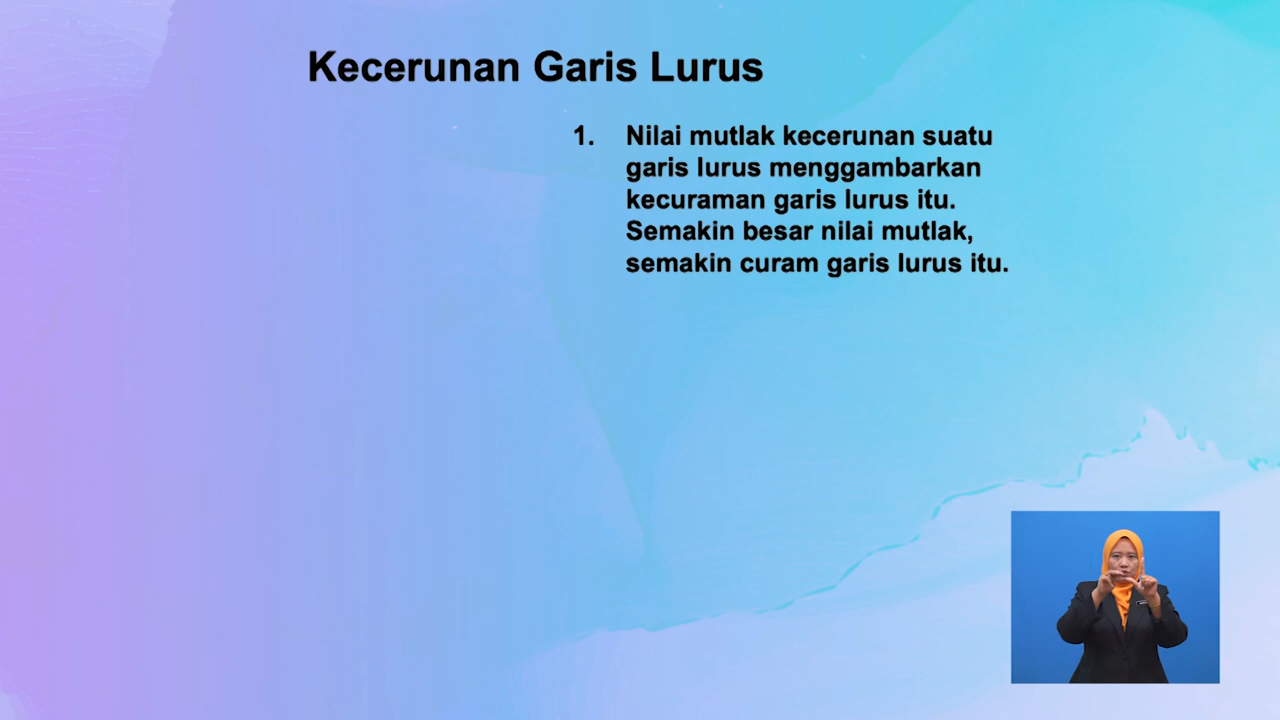 Kecerunan Garis Lurus
1. Nilai mutlak kecerunan suatu
garis lurus menggambarkan
kecuraman garis lurus itu.
Semakin besar nilai mutlak,
semakin curam garis lurus itu.